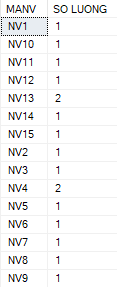 MANV SO LUONG
NV1 1
NV10 1
NV11 1
NV12 1
NV13 2
NV14 1
NV15 1
NV2 1
NV3 1
NV4 2
NV5 1
NV6 1
NV7 1
NV8 1
NV9 1